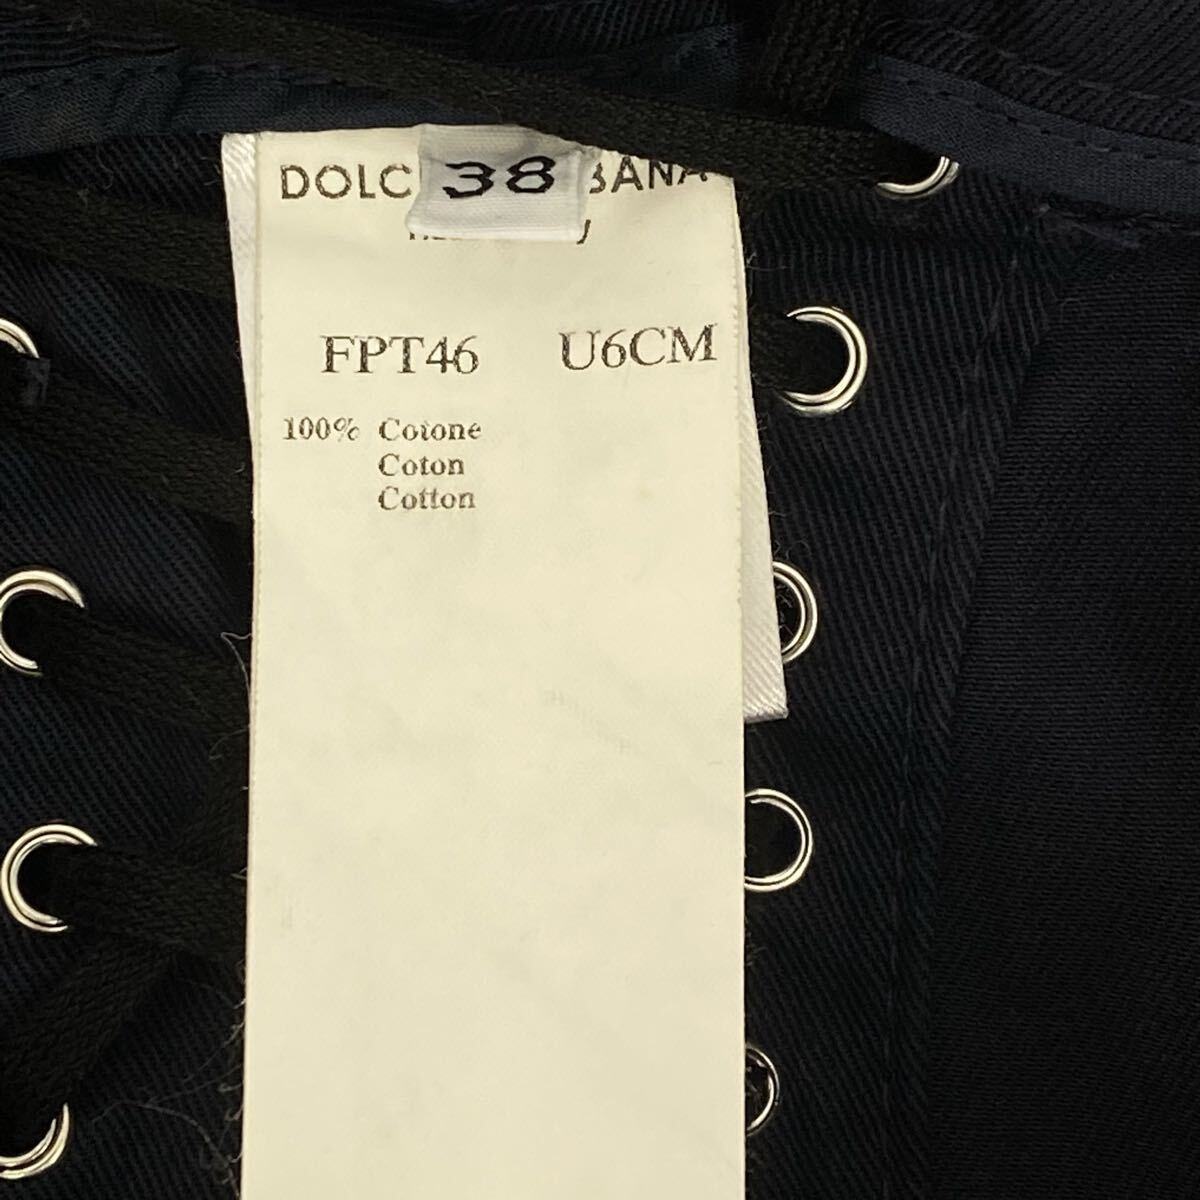 DOLC 38 BANA
FPT46 U6CM
100% Cotone
Coton
Cotton